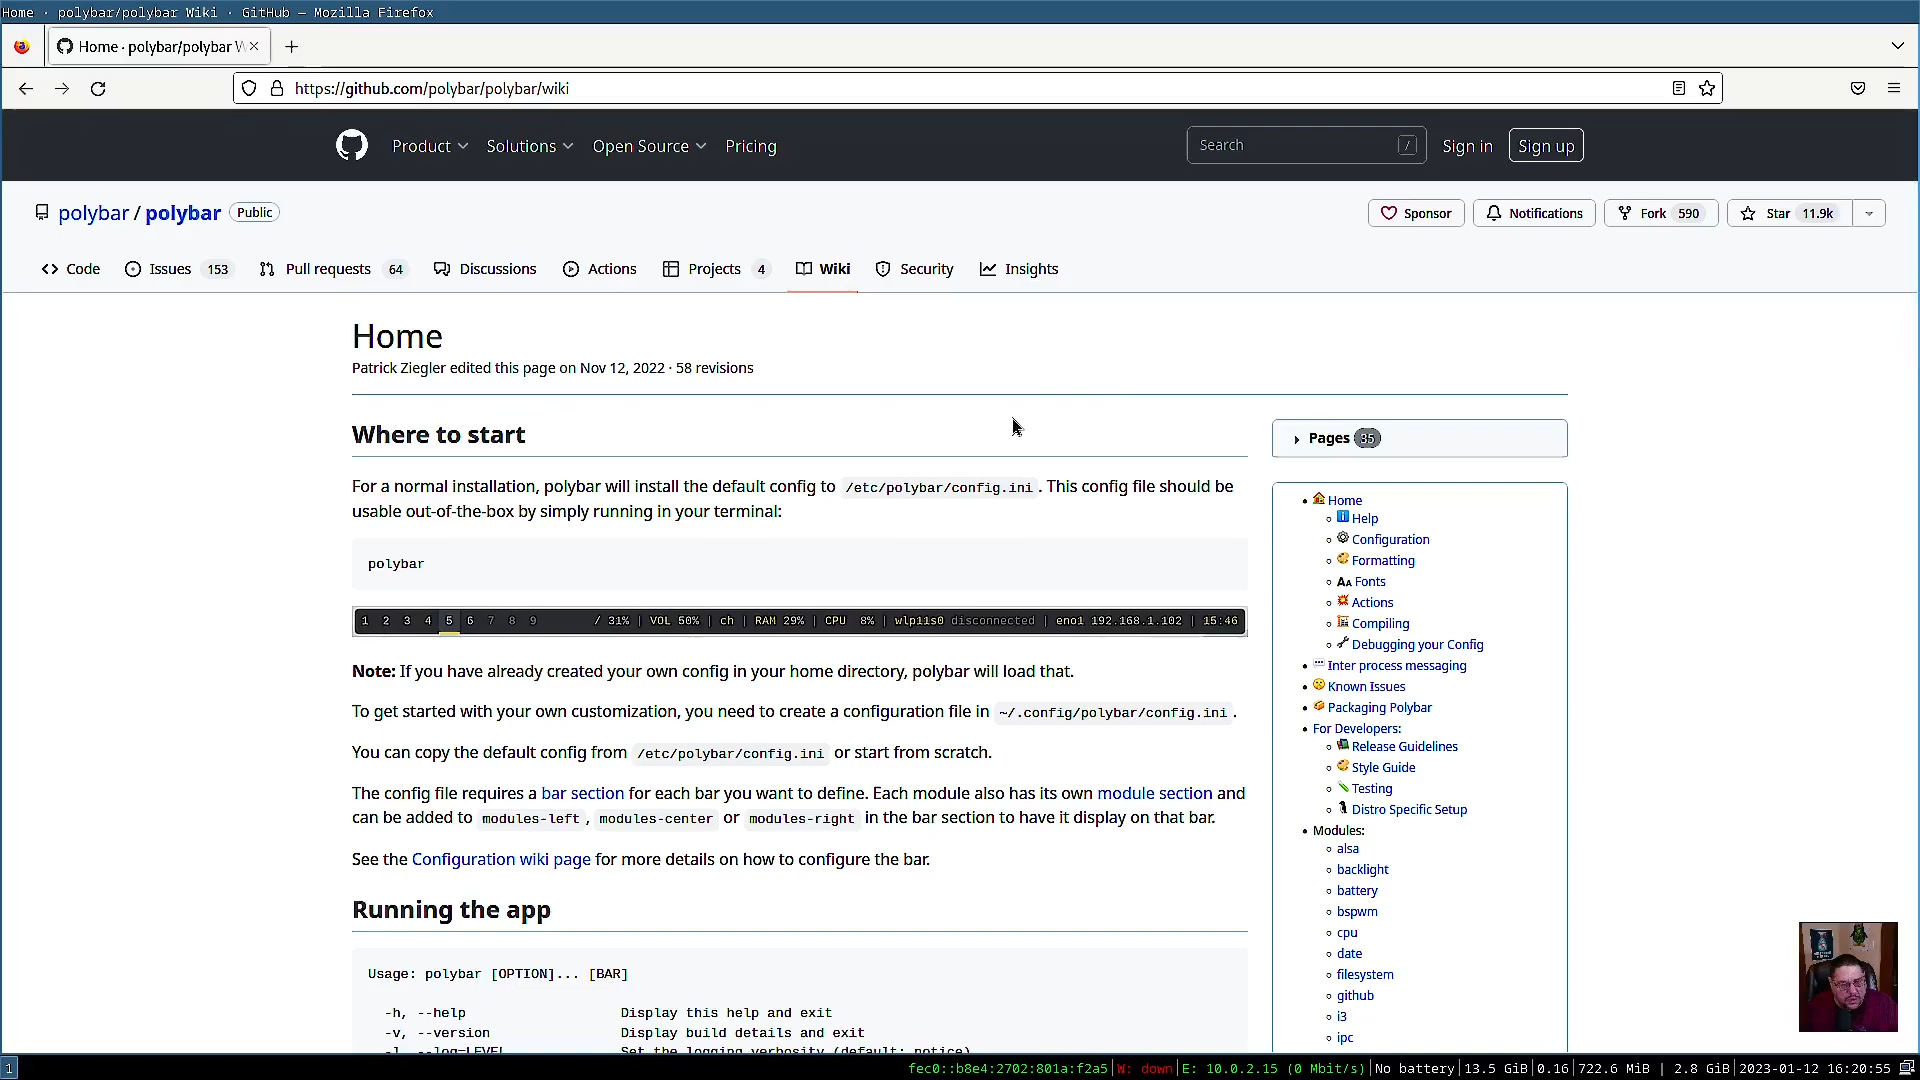 Home · polybar/polybar Wiki · GitHub — Mozilla Firefox
Home · polybar/polybar W
https://github.com/polybar/polybar/wiki
Product Solutions Open Source Pricing Search / Sign in Sign up
polybar / polybar Public Sponsor Notifications Fork 590 Star 11.9k
Code Issues 153 Pull requests 64 Discussions Actions Projects 4 Wiki Security Insights
Home
Patrick Ziegler edited this page on Nov 12, 2022 · 58 revisions
Where to start
For a normal installation, polybar will install the default config to /etc/polybar/config.ini . This config file should be
usable out-of-the-box by simply running in your terminal:
polybar
1 2 3 4 5 6 7 8 9 / 31% | VOL 50% | ch | RAM 29% | CPU 8% | wlp11s0 disconnected | eno1 192.168.1.102 | 15:46
Note: If you have already created your own config in your home directory, polybar will load that.
To get started with your own customization, you need to create a configuration file in ~/.config/polybar/config.ini .
You can copy the default config from /etc/polybar/config.ini or start from scratch.
The config file requires a bar section for each bar you want to define. Each module also has its own module section and
can be added to modules-left , modules-center or modules-right in the bar section to have it display on that bar.
See the Configuration wiki page for more details on how to configure the bar.
Running the app
Usage: polybar [OPTION]... [BAR]
-h, --help Display this help and exit
-v, --version Display build details and exit
-l, --log=LEVEL Set the logging verbosity (default: notice)
Pages 35
Home
Help
Configuration
Formatting
Fonts
Actions
Compiling
Debugging your Config
Inter process messaging
Known Issues
Packaging Polybar
For Developers:
Release Guidelines
Style Guide
Testing
Distro Specific Setup
Modules:
alsa
backlight
battery
bspwm
cpu
date
filesystem
github
i3
ipc
1 fec0::b8e4:2702:801a:f2a5|W: down|E: 10.0.2.15 (0 Mbit/s)|No battery|13.5 GiB|0.16|722.6 MiB | 2.8 GiB|2023-01-12 16:20:55